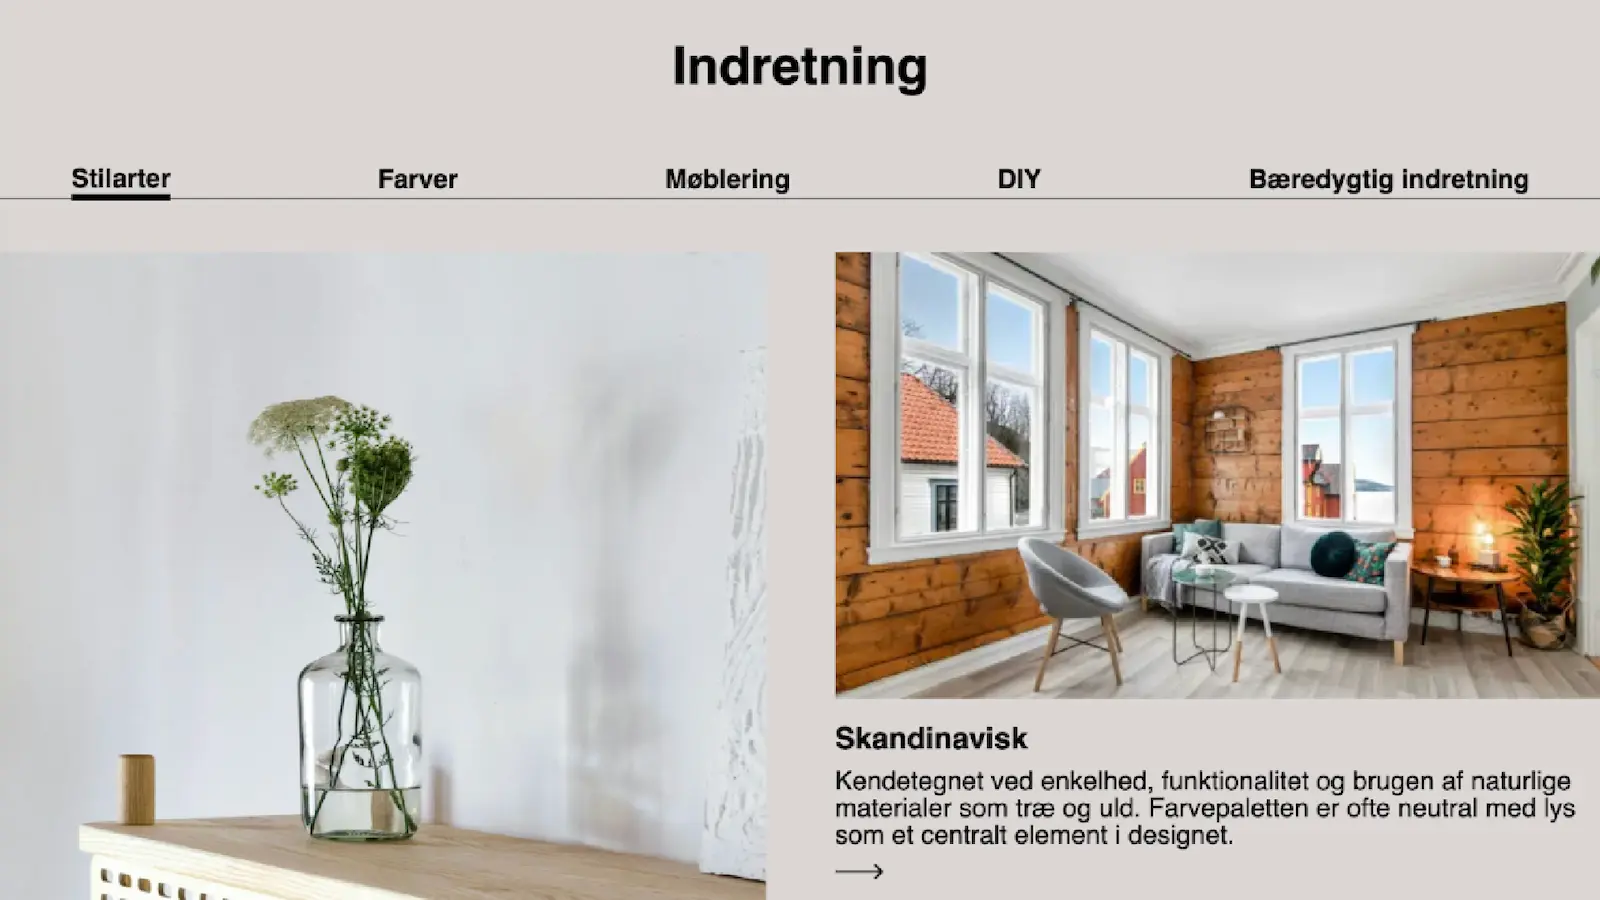 Indretning
Stilarter
Farver
Møblering
DIY
Bæredygtig indretning
Skandinavisk
Kendetegnet ved enkelhed, funktionalitet og brugen af naturlige
materialer som træ og uld. Farvepaletten er ofte neutral med lys
som et centralt element i designet.